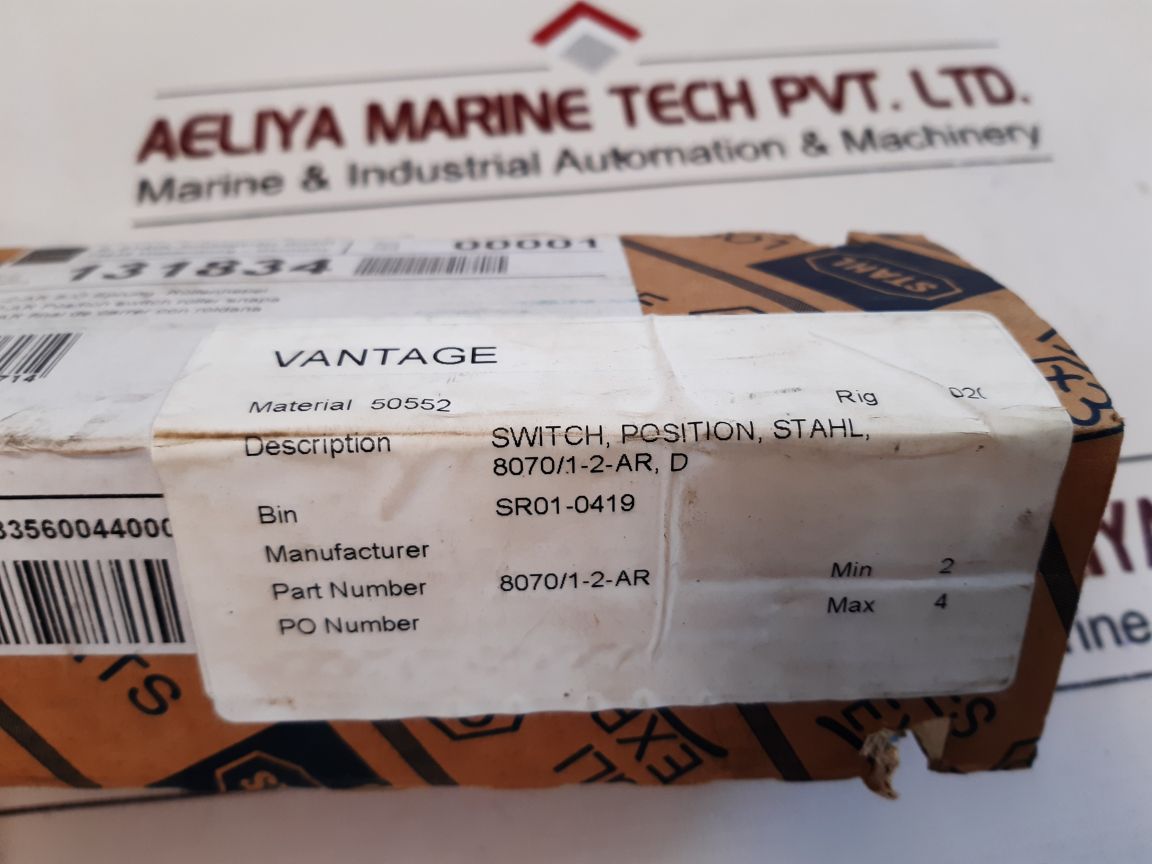 AELIYA MARINE TECH PVT. LTD.
Marine & Industrial Automation & Machinery
00001
131834
STAHL
714
33560044000
VANTAGE
Material 50552
Rig
Description SWITCH, POSITION, STAHL,
8070/1-2-AR, D
Bin SR01-0419
Manufacturer
Part Number 8070/1-2-AR
Min 2
PO Number
Max 4